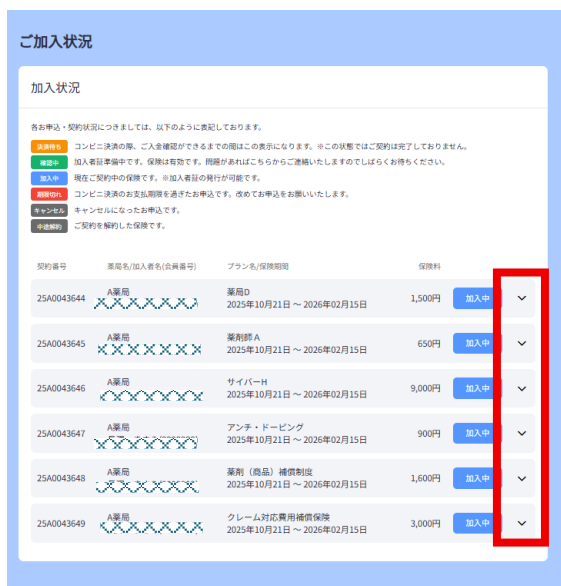 ご加入状況
加入状況
各お申込・契約状況につきましては、以下のように表記しております。
決済待ち コンビニ決済の際、ご入金確認ができるまでの間はこの表示になります。※この状態ではご契約は完了しておりません。
確認中 加入者証準備中です。保険は有効です。問題があればこちらからご連絡いたしますのでしばらくお待ちください。
加入中 現在ご契約中の保険です。※加入者証の発行が可能です。
期限切れ コンビニ決済のお支払期限を過ぎたお申込です。改めてお申込をお願いいたします。
キャンセル キャンセルになったお申込です。
中途解約 ご契約を解約した保険です。
契約番号 薬局名/加入者名(会員番号) プラン名/保険期間 保険料
A薬局 薬局D
25A0043644 1,500円 加入中
2025年10月21日 ～ 2026年02月15日
A薬局 薬剤師 A
25A0043645 650円 加入中
2025年10月21日 ～ 2026年02月15日
A薬局 サイバーH
25A0043646 9,000円 加入中
2025年10月21日 ～ 2026年02月15日
A薬局 アンチ・ドーピング
25A0043647 900円 加入中
2025年10月21日 ～ 2026年02月15日
A薬局 薬剤（商品）補償制度
25A0043648 1,600円 加入中
2025年10月21日 ～ 2026年02月15日
A薬局 クレーム対応費用補償保険
25A0043649 3,000円 加入中
2025年10月21日 ～ 2026年02月15日